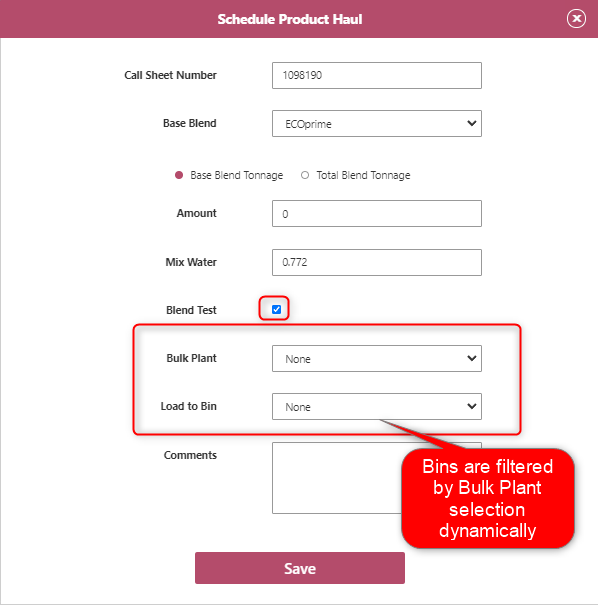 Schedule Product Haul
Call Sheet Number 1098190
Base Blend ECOprime
Base Blend Tonnage Total Blend Tonnage
Amount 0
Mix Water 0.772
Blend Test
Bulk Plant None
Load to Bin None
Comments
Bins are filtered
by Bulk Plant
selection
dynamically
Save